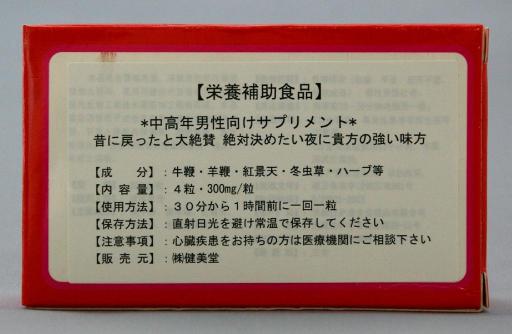 【栄養補助食品】
*中高年男性向けサプリメント*
昔に戻ったと大絶賛 絶対決めたい夜に貴方の強い味方
【成　　分】：牛鞭・羊鞭・紅景天・冬虫草・ハーブ等
【内 容 量】：４粒・300mg/粒
【使用方法】：３０分から１時間前に一回一粒
【保存方法】：直射日光を避け常温で保存してください
【注意事項】：心臓疾患をお持ちの方は医療機関にご相談下さい
【販 売 元】：㈱健美堂